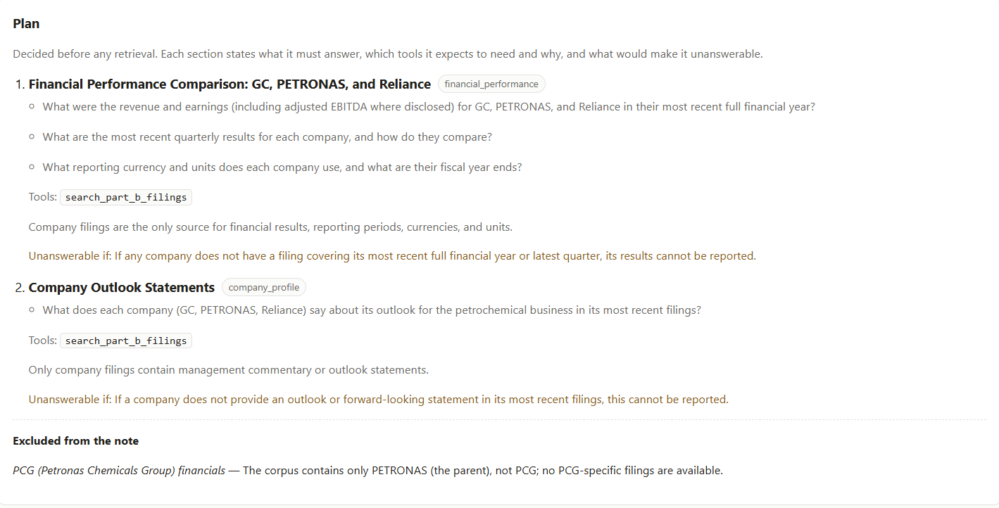 Plan
Decided before any retrieval. Each section states what it must answer, which tools it expects to need and why, and what would make it unanswerable.
1. Financial Performance Comparison: GC, PETRONAS, and Reliance financial_performance
What were the revenue and earnings (including adjusted EBITDA where disclosed) for GC, PETRONAS, and Reliance in their most recent full financial year?
What are the most recent quarterly results for each company, and how do they compare?
What reporting currency and units does each company use, and what are their fiscal year ends?
Tools: search_part_b_filings
Company filings are the only source for financial results, reporting periods, currencies, and units.
Unanswerable if: If any company does not have a filing covering its most recent full financial year or latest quarter, its results cannot be reported.
2. Company Outlook Statements company_profile
What does each company (GC, PETRONAS, Reliance) say about its outlook for the petrochemical business in its most recent filings?
Tools: search_part_b_filings
Only company filings contain management commentary or outlook statements.
Unanswerable if: If a company does not provide an outlook or forward-looking statement in its most recent filings, this cannot be reported.
Excluded from the note
PCG (Petronas Chemicals Group) financials — The corpus contains only PETRONAS (the parent), not PCG; no PCG-specific filings are available.